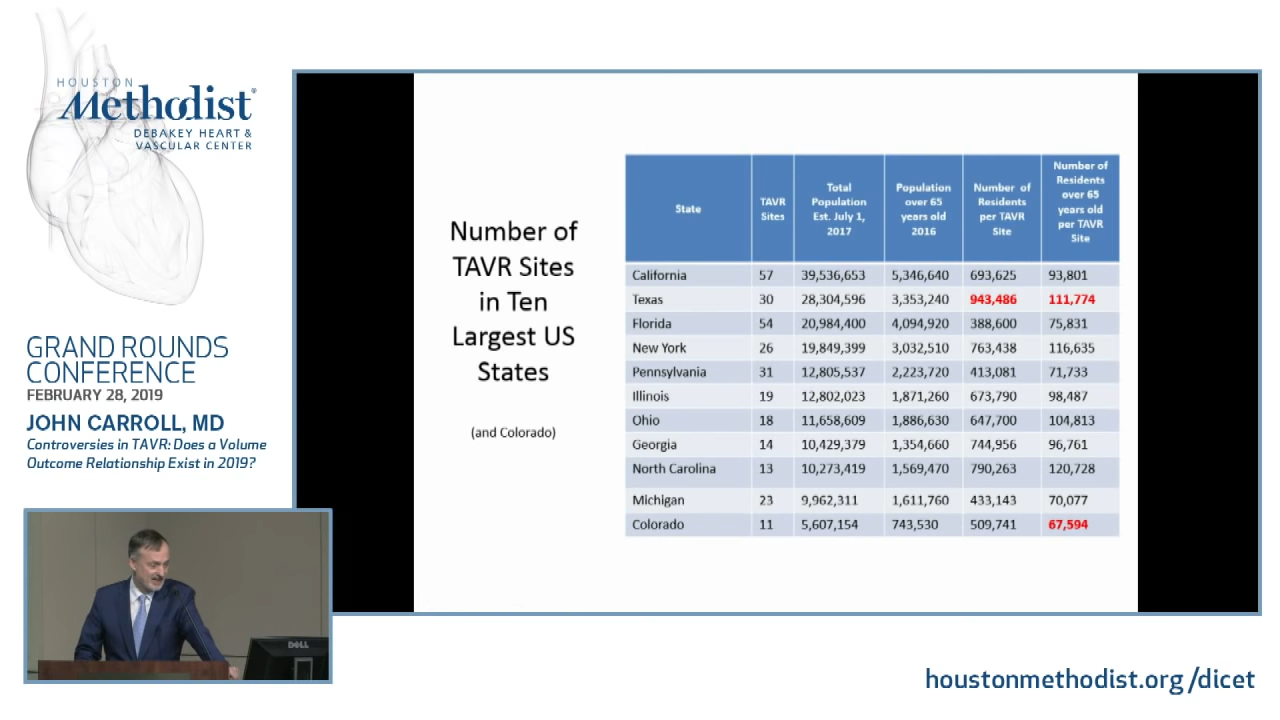 HOUSTON
Methodist®
DEBAKEY HEART &
VASCULAR CENTER
GRAND ROUNDS
CONFERENCE
FEBRUARY 28, 2019
JOHN CARROLL, MD
Controversies in TAVR: Does a Volume
Outcome Relationship Exist in 2019?
Number of
TAVR Sites
in Ten
Largest US
States
(and Colorado)
State TAVR Sites Total Population Est. July 1, 2017 Population over 65 years old 2016 Number of Residents per TAVR Site Number of Residents over 65 years old per TAVR Site
California 57 39,536,653 5,346,640 693,625 93,801
Texas 30 28,304,596 3,353,240 943,486 111,774
Florida 54 20,984,400 4,094,920 388,600 75,831
New York 26 19,849,399 3,032,510 763,438 116,635
Pennsylvania 31 12,805,537 2,223,720 413,081 71,733
Illinois 19 12,802,023 1,871,260 673,790 98,487
Ohio 18 11,658,609 1,886,630 647,700 104,813
Georgia 14 10,429,379 1,354,660 744,956 96,761
North Carolina 13 10,273,419 1,569,470 790,263 120,728
Michigan 23 9,962,311 1,611,760 433,143 70,077
Colorado 11 5,607,154 743,530 509,741 67,594
DELL
houstonmethodist.org/dicet